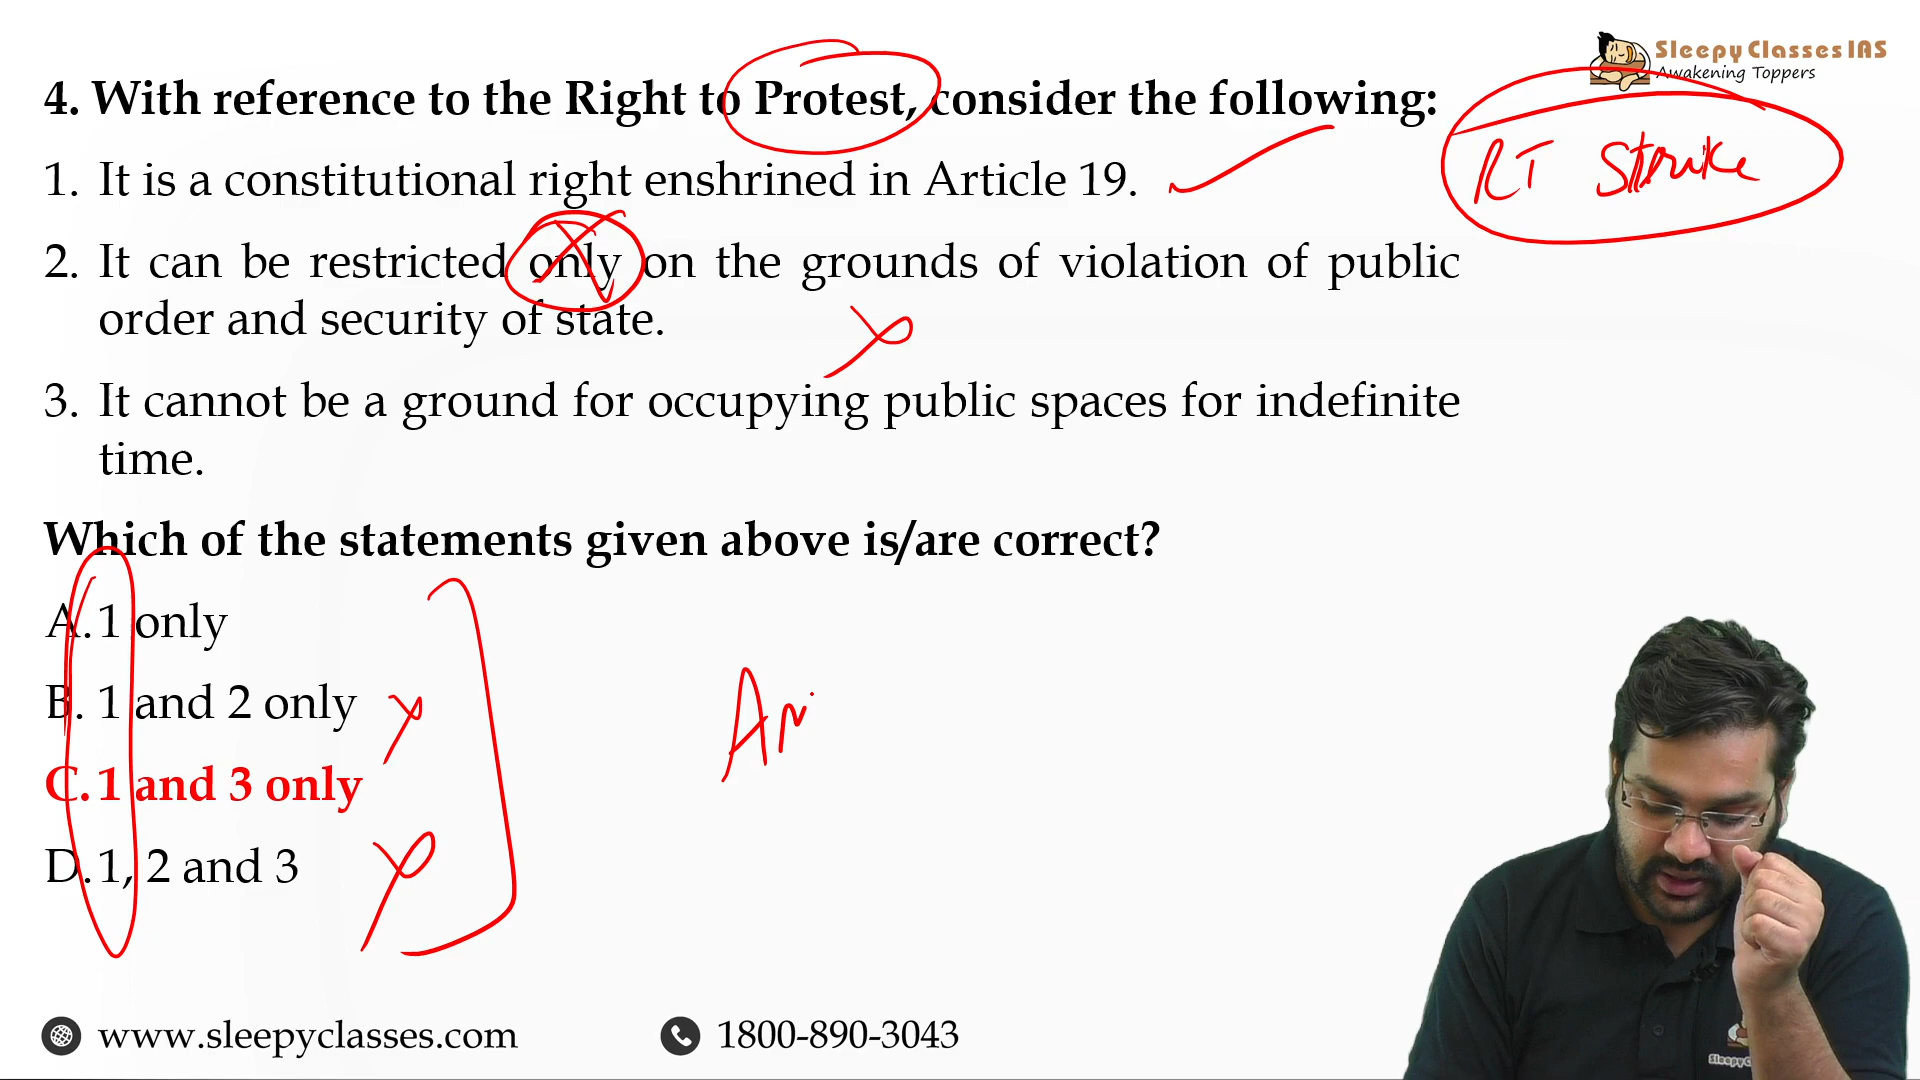 Sleepy Classes IAS
Awakening Toppers
4. With reference to the Right to Protest, consider the following:
RT Strike
1. It is a constitutional right enshrined in Article 19.
2. It can be restricted only on the grounds of violation of public
order and security of state.
3. It cannot be a ground for occupying public spaces for indefinite
time.
Which of the statements given above is/are correct?
A. 1 only
B. 1 and 2 only
C. 1 and 3 only
D. 1, 2 and 3
www.sleepyclasses.com
1800-890-3043